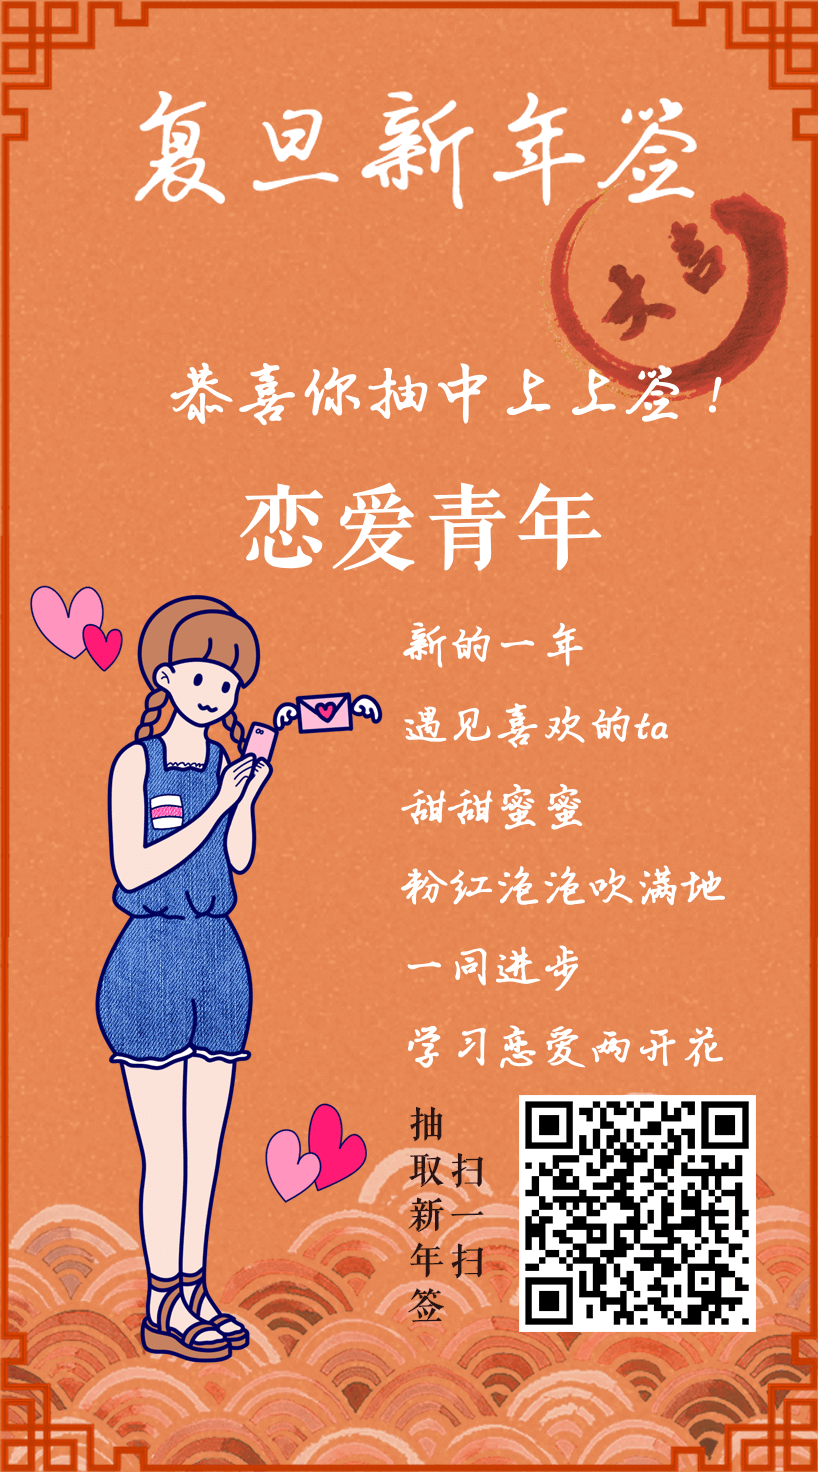 复旦新年签
大喜
恭喜你抽中上上签！
恋爱青年
新的一年
遇见喜欢的ta
甜甜蜜蜜
粉红泡泡吹满地
一同进步
学习恋爱两开花
扫一扫
抽取新年签